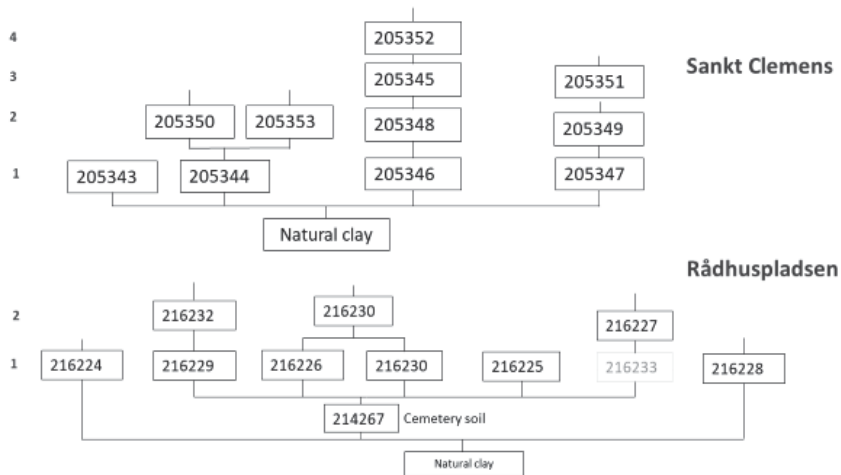 4 205352
Sankt Clemens
3 205345 205351
2 205350 205353 205348 205349
1 205343 205344 205346 205347
Natural clay
Rådhuspladsen
2 216232 216230 216227
1 216224 216229 216226 216230 216225 216233 216228
214267 Cemetery soil
Natural clay